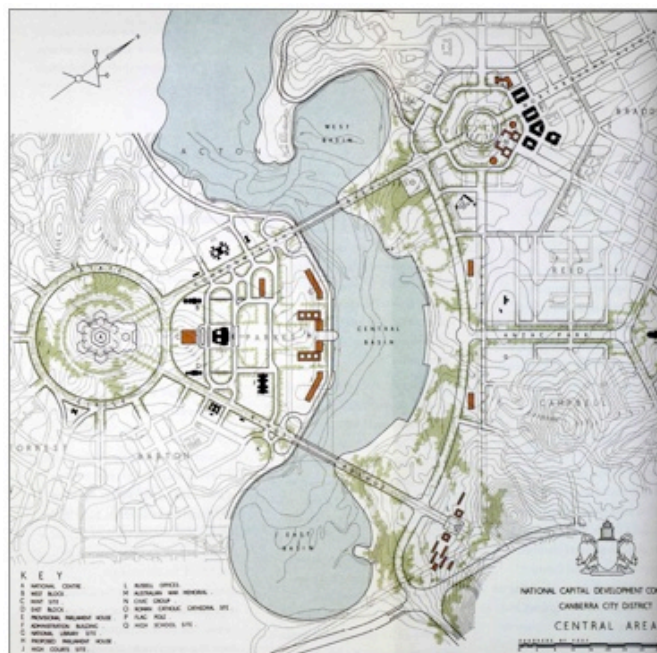 WEST
BASIN
ACTON
BRADD
REID
PARKES
CENTRAL
BASIN
ANZAC PARK
CAMPBELL
FORREST
BARTON
EAST
BASIN
KEY
A NATIONAL CENTRE.
B WEST BLOCK.
C MINT SITE
D EAST BLOCK.
E PROVISIONAL PARLIAMENT HOUSE
F ADMINISTRATION BUILDING.
G NATIONAL LIBRARY SITE
H PROPOSED PARLIAMENT HOUSE
J HIGH COURTS SITE.
L RUSSELL OFFICES.
M AUSTRALIAN WAR MEMORIAL.
N CIVIC GROUP
O ROMAN CATHOLIC CATHEDRAL SITE.
P FLAG POLE
Q HIGH SCHOOL SITE.
NATIONAL CAPITAL DEVELOPMENT CO
CANBERRA CITY DISTRICT
CENTRAL AREA